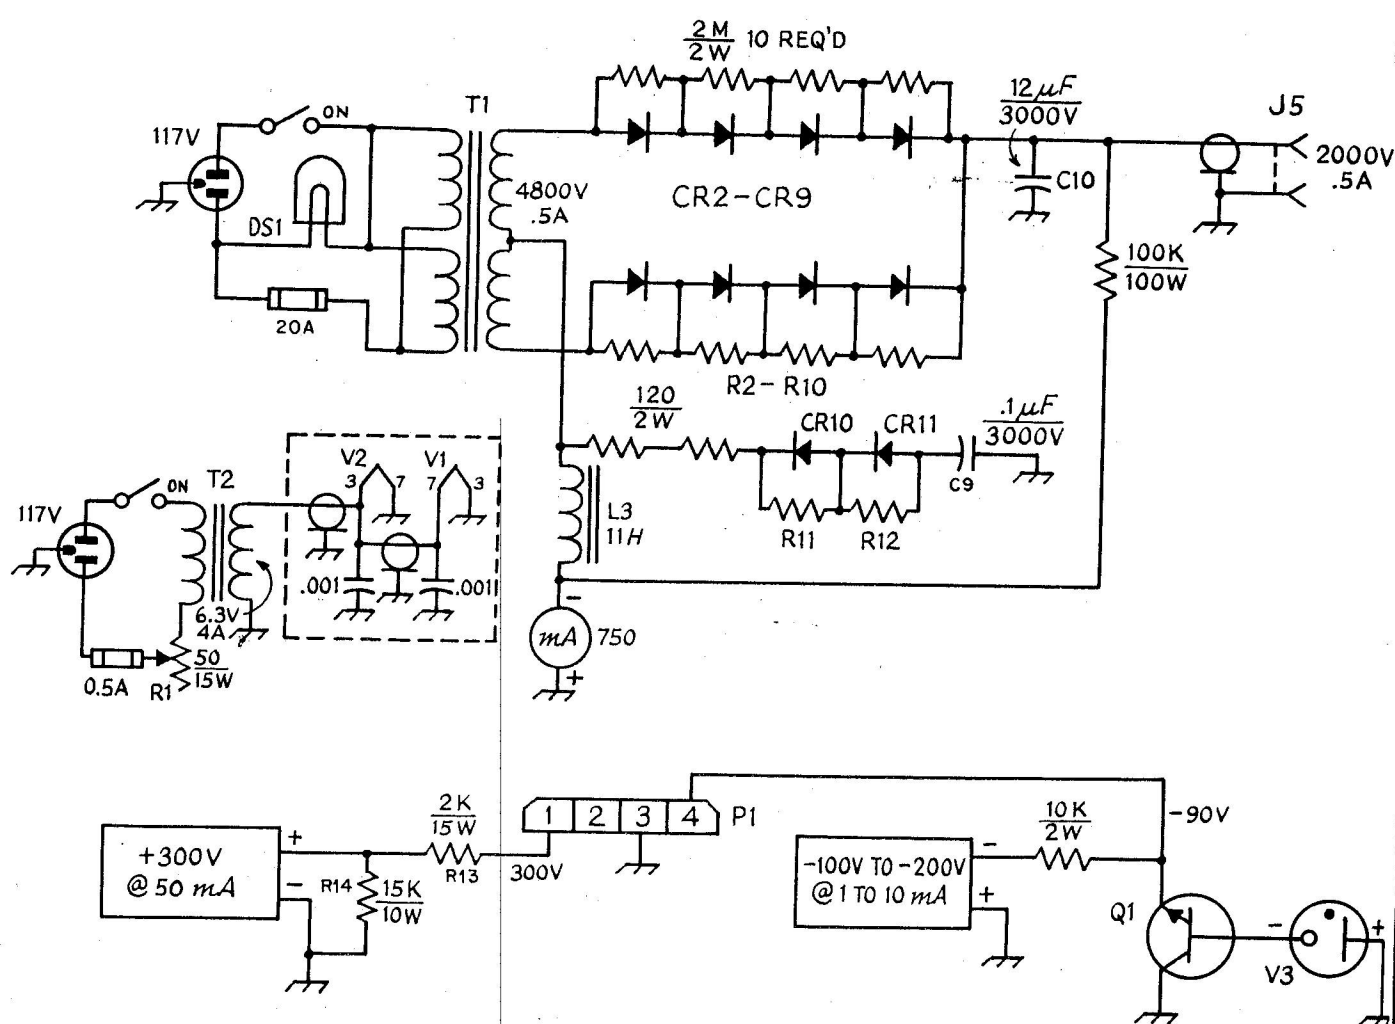 2M
2W
10 REQ'D
T1
ON
117V
12µF
3000V
J5
2000V
.5A
C10
4800V
.5A
CR2-CR9
DS1
100K
100W
20A
R2-R10
120
2W
CR10
CR11
.1µF
3000V
C9
V2
V1
3
7
7
3
T2
ON
117V
L3
11H
R11
R12
.001
.001
6.3V
4A
mA
750
-
+
50
15W
0.5A
R1
2K
15W
1
2
3
4
P1
10K
2W
-90V
+300V
@ 50 mA
+
-
R14
15K
10W
R13
300V
-100V TO -200V
@ 1 TO 10 mA
-
+
Q1
-
+
V3